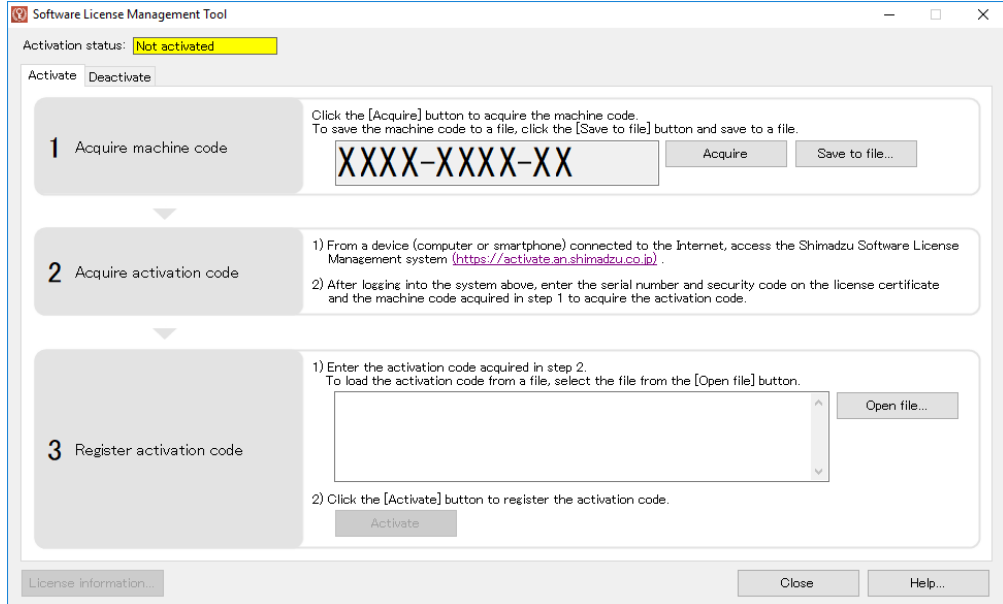 Software License Management Tool
Activation status: Not activated
Activate Deactivate
1 Acquire machine code
Click the [Acquire] button to acquire the machine code.
To save the machine code to a file, click the [Save to file] button and save to a file.
XXXX-XXXX-XX
Acquire
Save to file...
2 Acquire activation code
1) From a device (computer or smartphone) connected to the Internet, access the Shimadzu Software License
Management system (https://activate.an.shimadzu.co.jp) .
2) After logging into the system above, enter the serial number and security code on the license certificate
and the machine code acquired in step 1 to acquire the activation code.
3 Register activation code
1) Enter the activation code acquired in step 2.
To load the activation code from a file, select the file from the [Open file] button.
Open file...
2) Click the [Activate] button to register the activation code.
Activate
License information...
Close
Help...